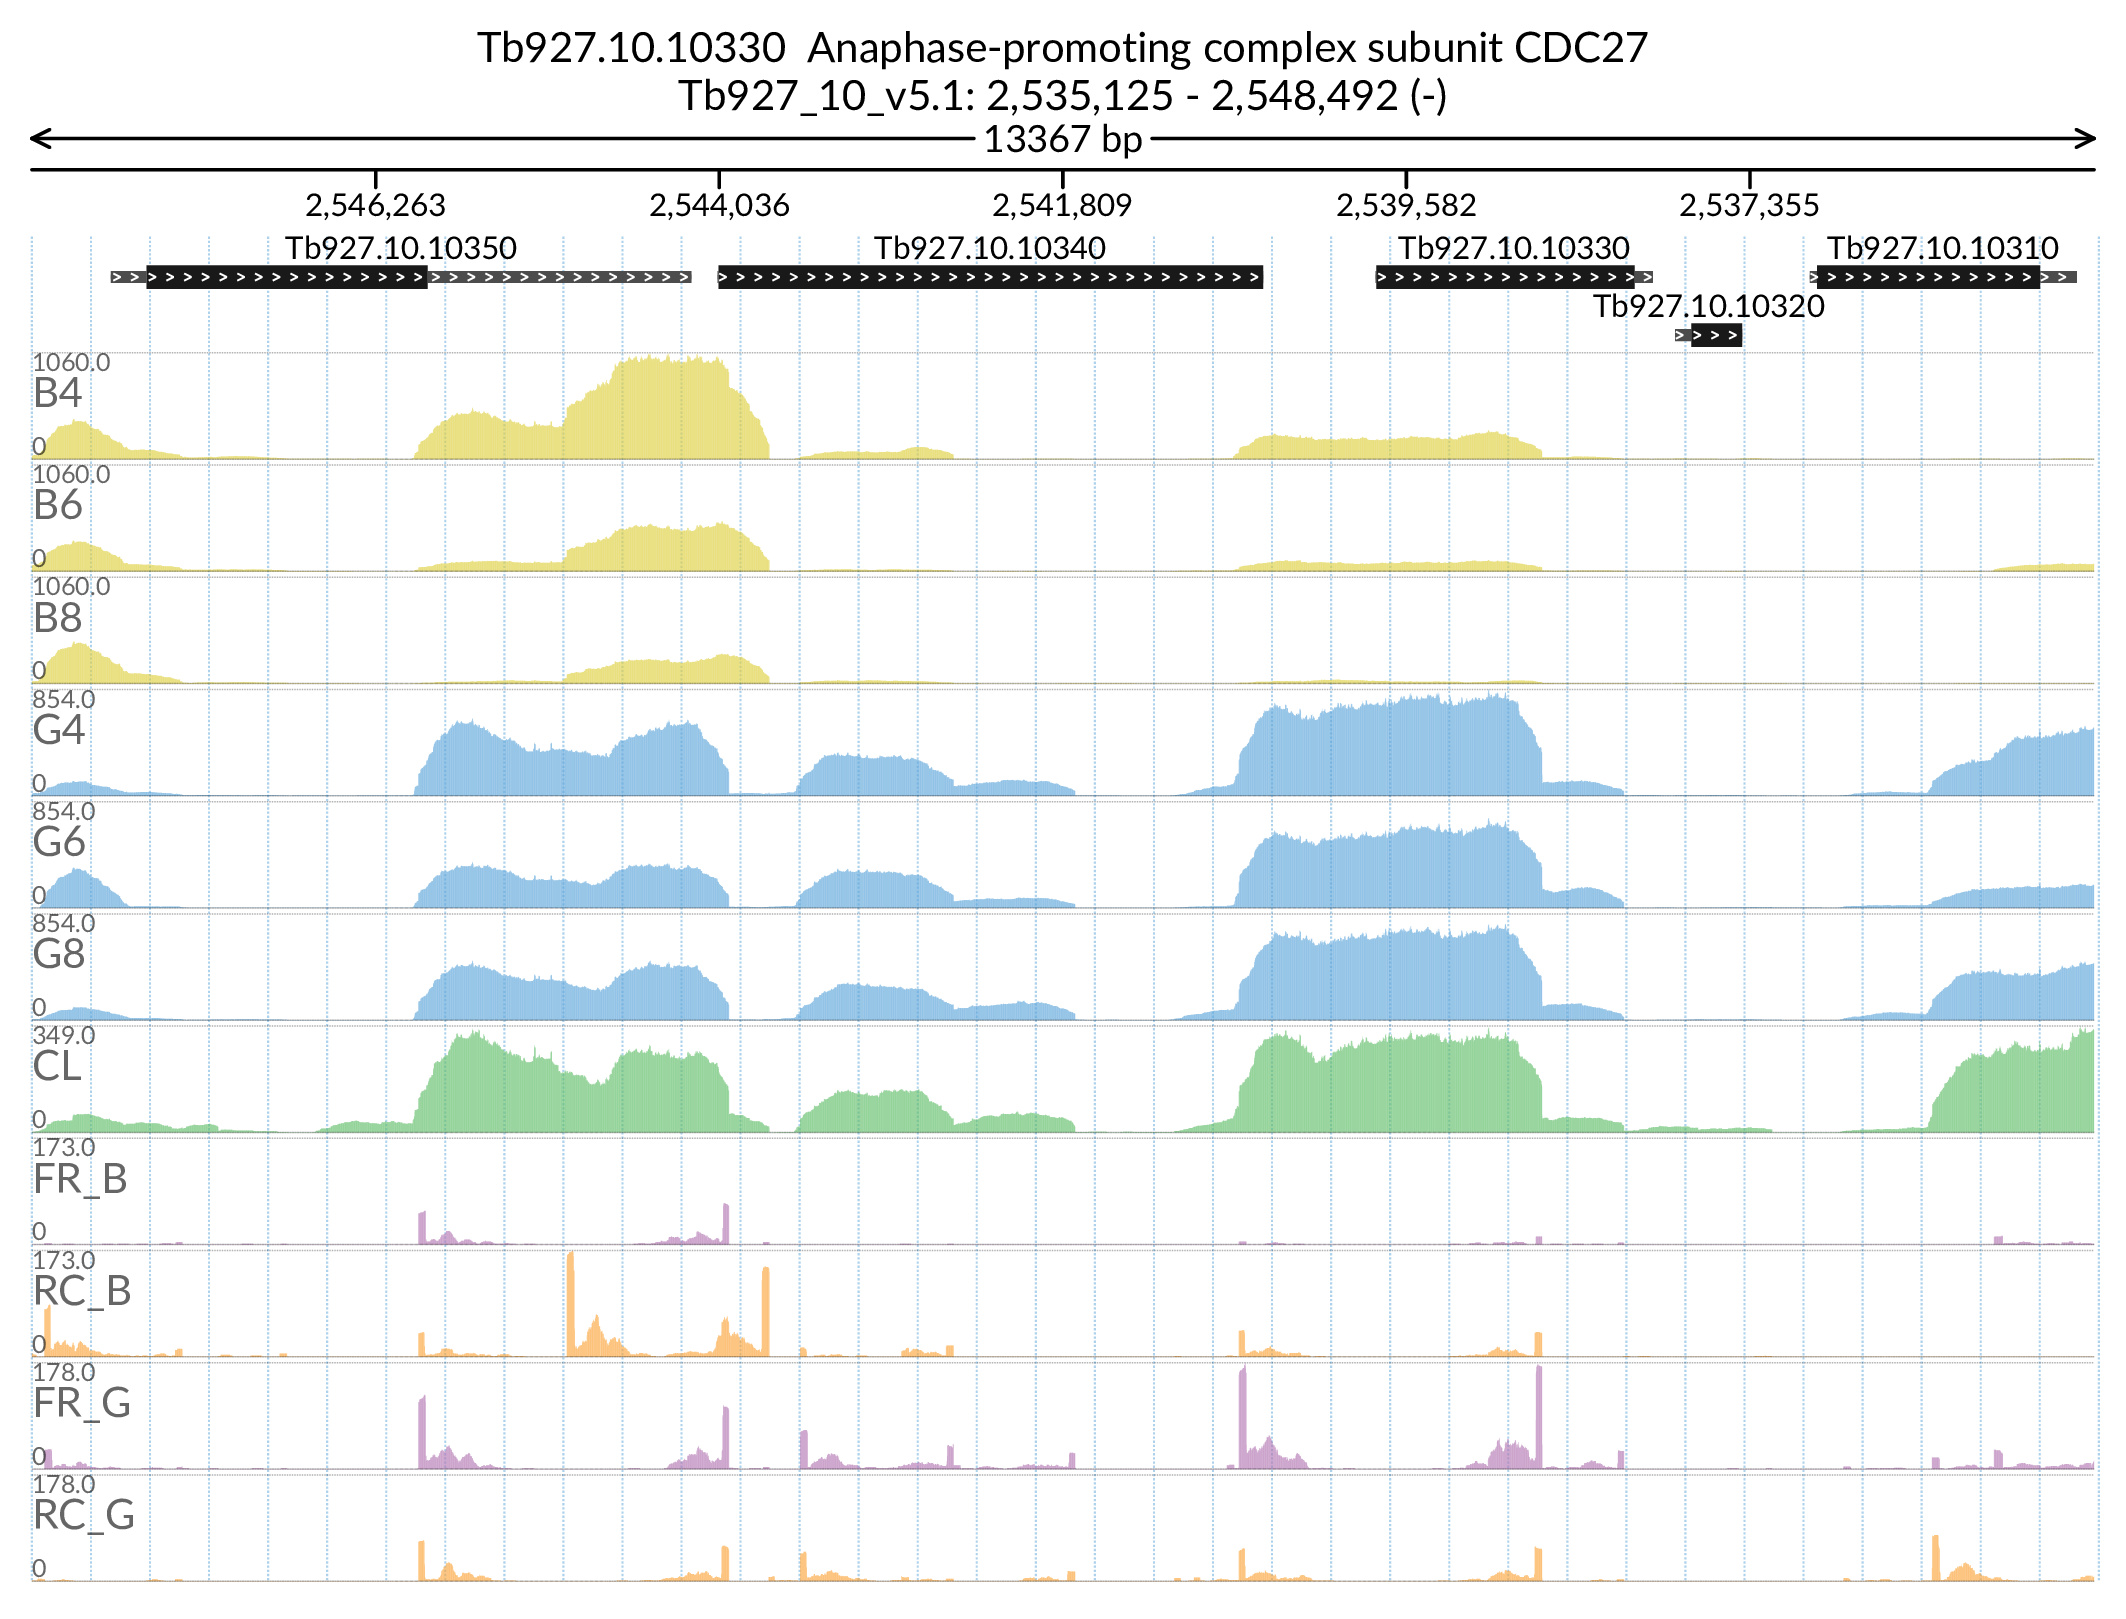 Tb927.10.10330  Anaphase-promoting complex subunit CDC27
Tb927_10_v5.1: 2,535,125 - 2,548,492 (-)
13367 bp
2,546,263 2,544,036 2,541,809 2,539,582 2,537,355
Tb927.10.10350 Tb927.10.10340 Tb927.10.10330 Tb927.10.10310
Tb927.10.10320
1060.0
B4
0
1060.0
B6
0
1060.0
B8
0
854.0
G4
0
854.0
G6
0
854.0
G8
0
349.0
CL
0
173.0
FR_B
0
173.0
RC_B
0
178.0
FR_G
0
178.0
RC_G
0